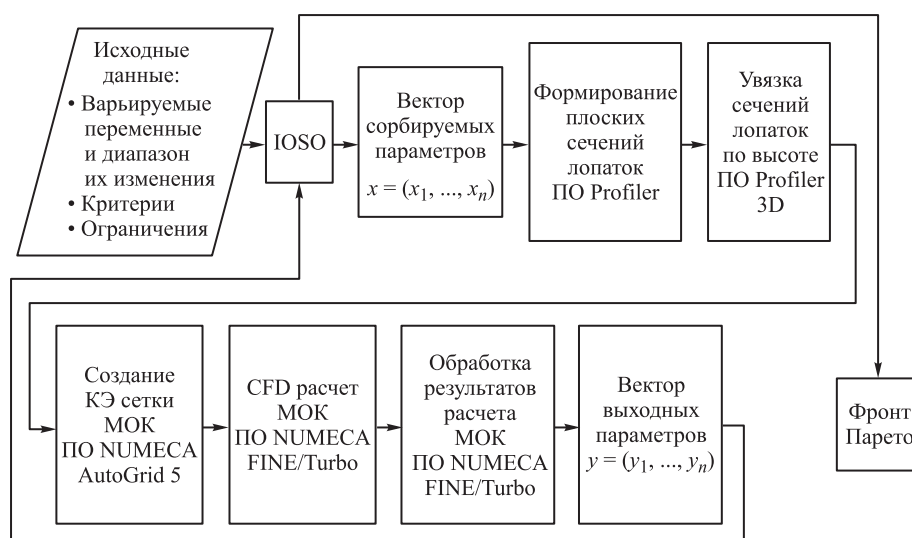 Исходные
данные:
• Варьируемые
переменные
и диапазон
их изменения
• Критерии
• Ограничения
IOSO
Вектор
сорбируемых
параметров
x = (x₁, ..., xₙ)
Формирование
плоских
сечений
лопаток
ПО Profiler
Увязка
сечений
лопаток
по высоте
ПО Profiler
3D
Создание
КЭ сетки
МОК
ПО NUMECA
AutoGrid 5
CFD расчет
МОК
ПО NUMECA
FINE/Turbo
Обработка
результатов
расчета
МОК
ПО NUMECA
FINE/Turbo
Вектор
выходных
параметров
y = (y₁, ..., yₙ)
Фронт
Парето